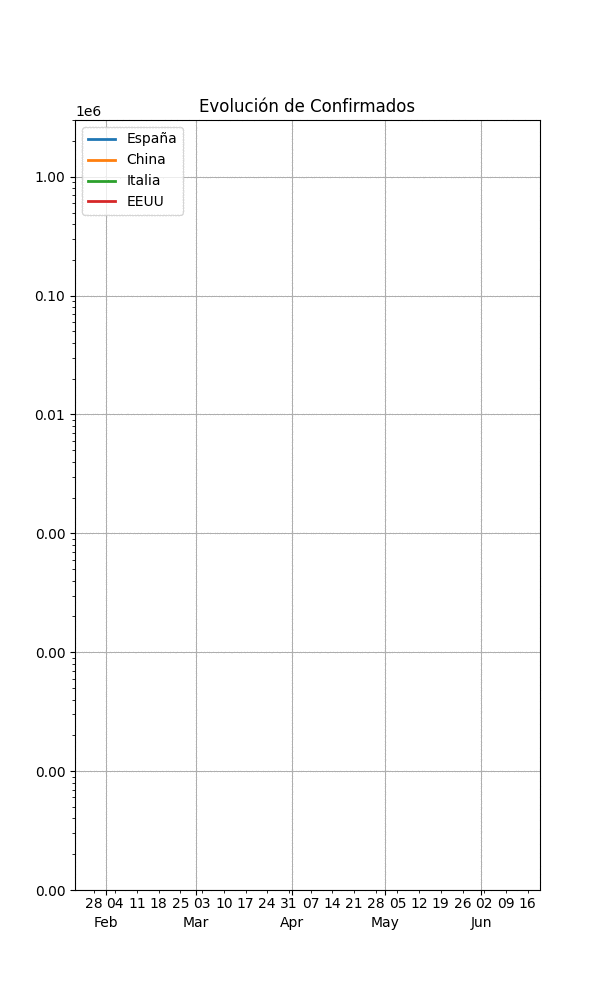 Evolución de Confirmados
1e6
España
China
Italia
EEUU
1.00
0.10
0.01
0.00
0.00
0.00
0.00
28 04 11 18 25 03 10 17 24 31 07 14 21 28 05 12 19 26 02 09 16
Feb Mar Apr May Jun